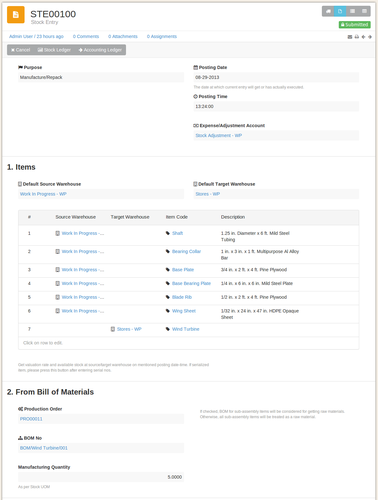 STE00100
Stock Entry
Submitted
Admin User / 23 hours ago
0 Comments
0 Attachments
0 Assignments
Cancel
Stock Ledger
Accounting Ledger
Purpose
Manufacture/Repack
Posting Date
08-29-2013
The date at which current entry will get or has actually executed.
Posting Time
13:24:00
Expense/Adjustment Account
Stock Adjustment - WP
1. Items
Default Source Warehouse
Work In Progress - WP
Default Target Warehouse
Stores - WP
# Source Warehouse Target Warehouse Item Code Description
1 Work In Progress -... Shaft 1.25 in. Diameter x 6 ft. Mild Steel
Tubing
2 Work In Progress -... Bearing Collar 1 in. x 3 in. x 1 ft. Multipurpose Al Alloy
Bar
3 Work In Progress -... Base Plate 3/4 in. x 2 ft. x 4 ft. Pine Plywood
4 Work In Progress -... Base Bearing Plate 1/4 in. x 6 in. x 6 in. Mild Steel Plate
5 Work In Progress -... Blade Rib 1/2 in. x 2 ft. x 4 ft. Pine Plywood
6 Work In Progress -... Wing Sheet 1/32 in. x 24 in. x 47 in. HDPE Opaque
Sheet
7 Stores - WP Wind Turbine
Click on row to edit.
Get valuation rate and available stock at source/target warehouse on mentioned posting date-time. If serialized
item, please press this button after entering serial nos.
2. From Bill of Materials
Production Order
PRO00011
If checked, BOM for sub-assembly items will be considered for getting raw materials.
Otherwise, all sub-assembly items will be treated as a raw material.
BOM No
BOM/Wind Turbine/001
Manufacturing Quantity
5.0000
As per Stock UOM